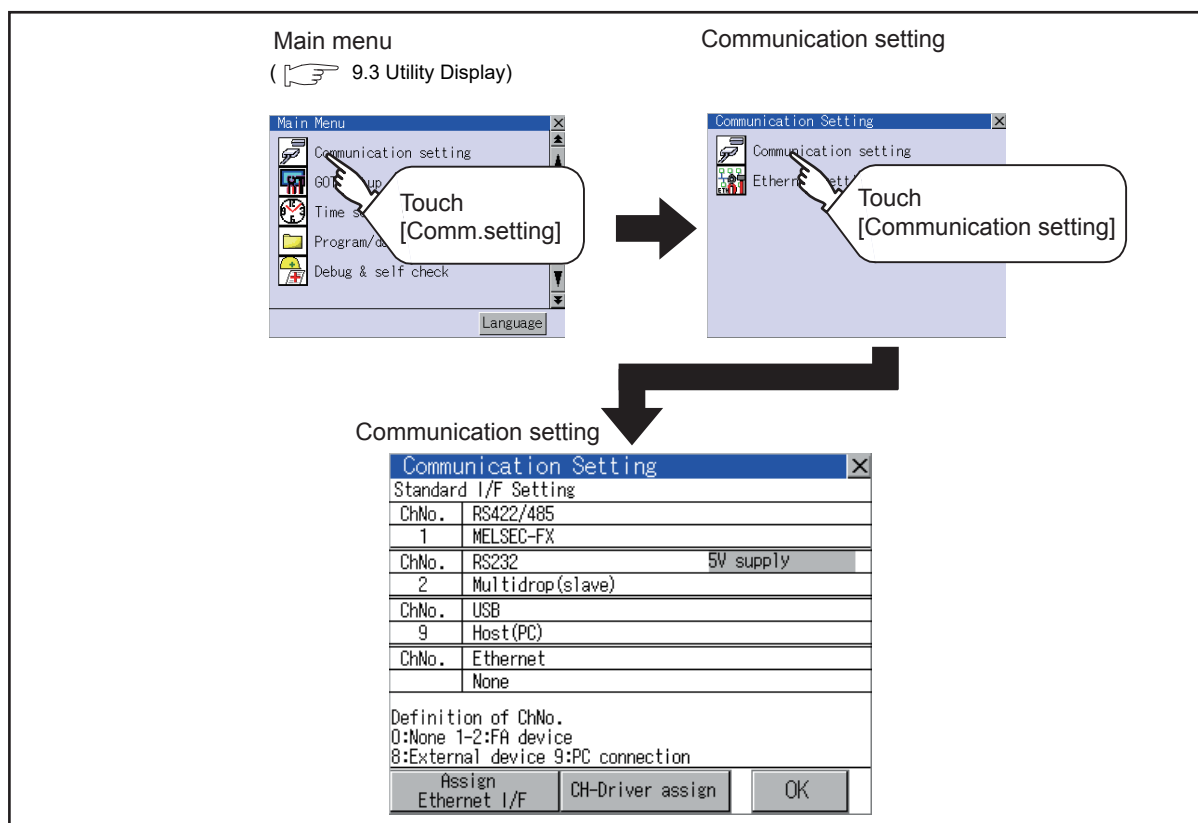 Main menu
( 9.3 Utility Display)
Communication setting
Main Menu
Communication setting
Time
Program/d
Debug & self check
Language
Touch
[Comm.setting]
Communication Setting
Communication setting
Touch
[Communication setting]
Communication setting
Communication Setting
Standard I/F Setting
ChNo. RS422/485
1 MELSEC-FX
ChNo. RS232 5V supply
2 Multidrop(slave)
ChNo. USB
9 Host(PC)
ChNo. Ethernet
None
Definition of ChNo.
0:None 1-2:FA device
8:External device 9:PC connection
Assign
Ethernet I/F
CH-Driver assign
OK